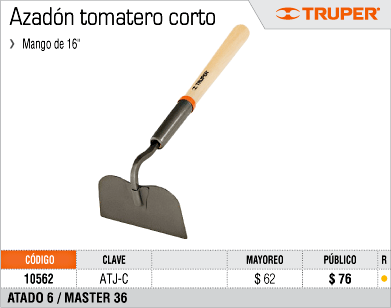 Azadón tomatero corto
TRUPER®
❯ Mango de 16"
TRUPER
CÓDIGO CLAVE MAYOREO PÚBLICO R
10562 ATJ-C $ 62 $ 76 •
ATADO 6 / MASTER 36